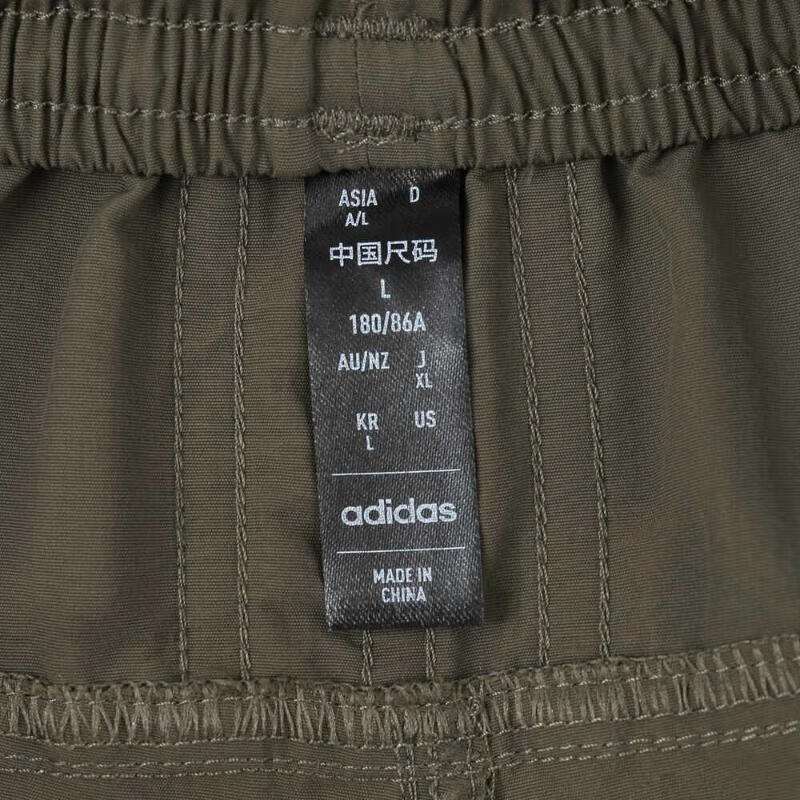 ASIA D
A/L
中国尺码
L
180/86A
AU/NZ J
XL
KR US
L
adidas
MADE IN
CHINA